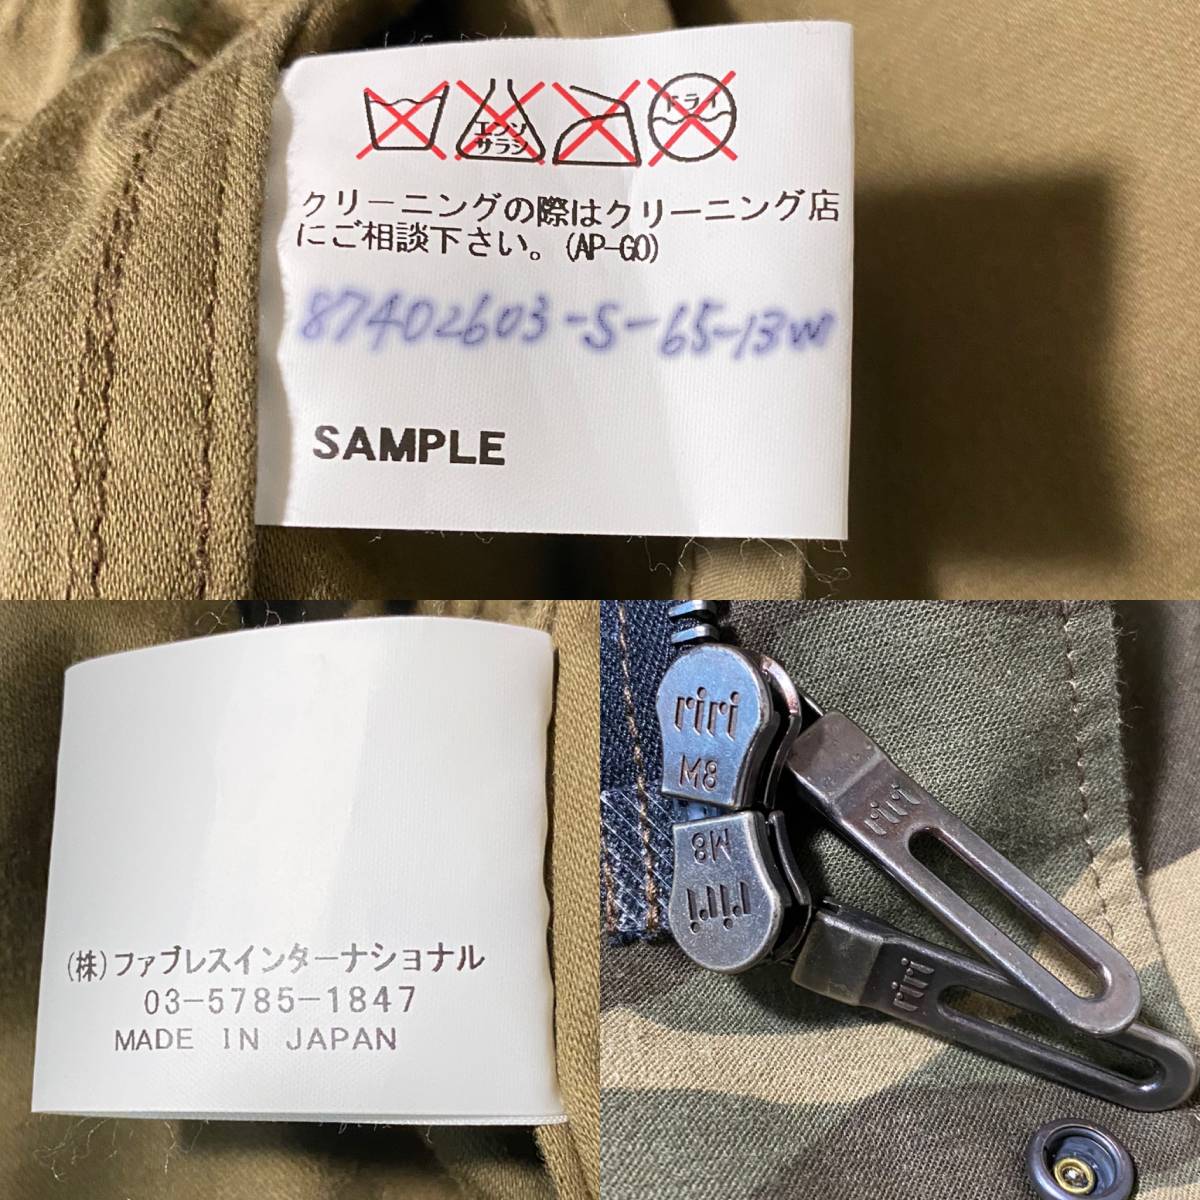 エンソ
サラシ
ドライ
クリーニングの際はクリーニング店
にご相談下さい。(AP-GO)
87402603-S-65-13W
SAMPLE
(株)ファブレスインターナショナル
03-5785-1847
MADE IN JAPAN
riri
M8
riri
M8
riri
riri